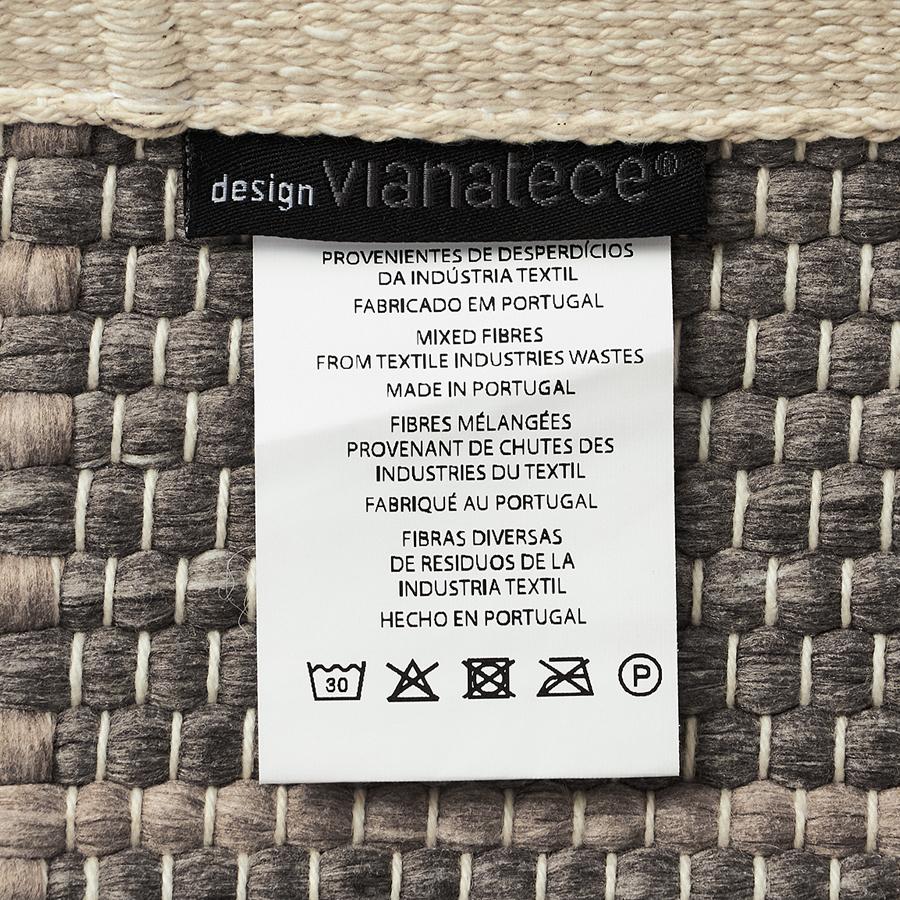 design vianatece®
PROVENIENTES DE DESPERDÍCIOS
DA INDÚSTRIA TEXTIL
FABRICADO EM PORTUGAL
MIXED FIBRES
FROM TEXTILE INDUSTRIES WASTES
MADE IN PORTUGAL
FIBRES MÉLANGÉES
PROVENANT DE CHUTES DES
INDUSTRIES DU TEXTIL
FABRIQUÉ AU PORTUGAL
FIBRAS DIVERSAS
DE RESIDUOS DE LA
INDUSTRIA TEXTIL
HECHO EN PORTUGAL
30 P